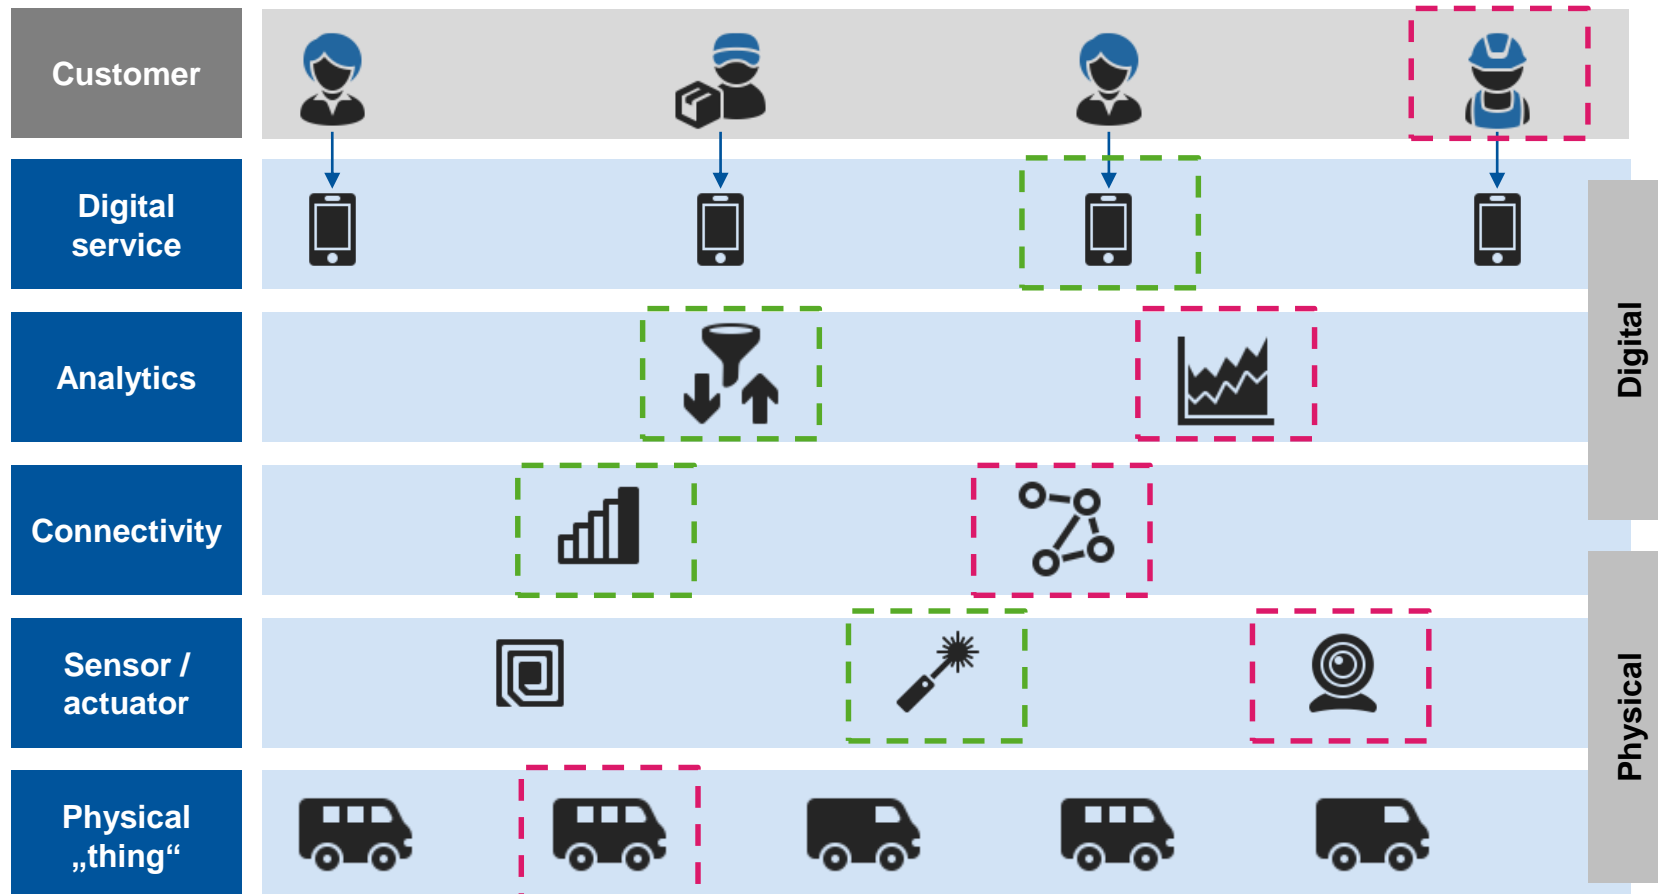 Customer
Digital
service
Analytics
Connectivity
Sensor /
actuator
Physical
„thing“
Digital
Physical